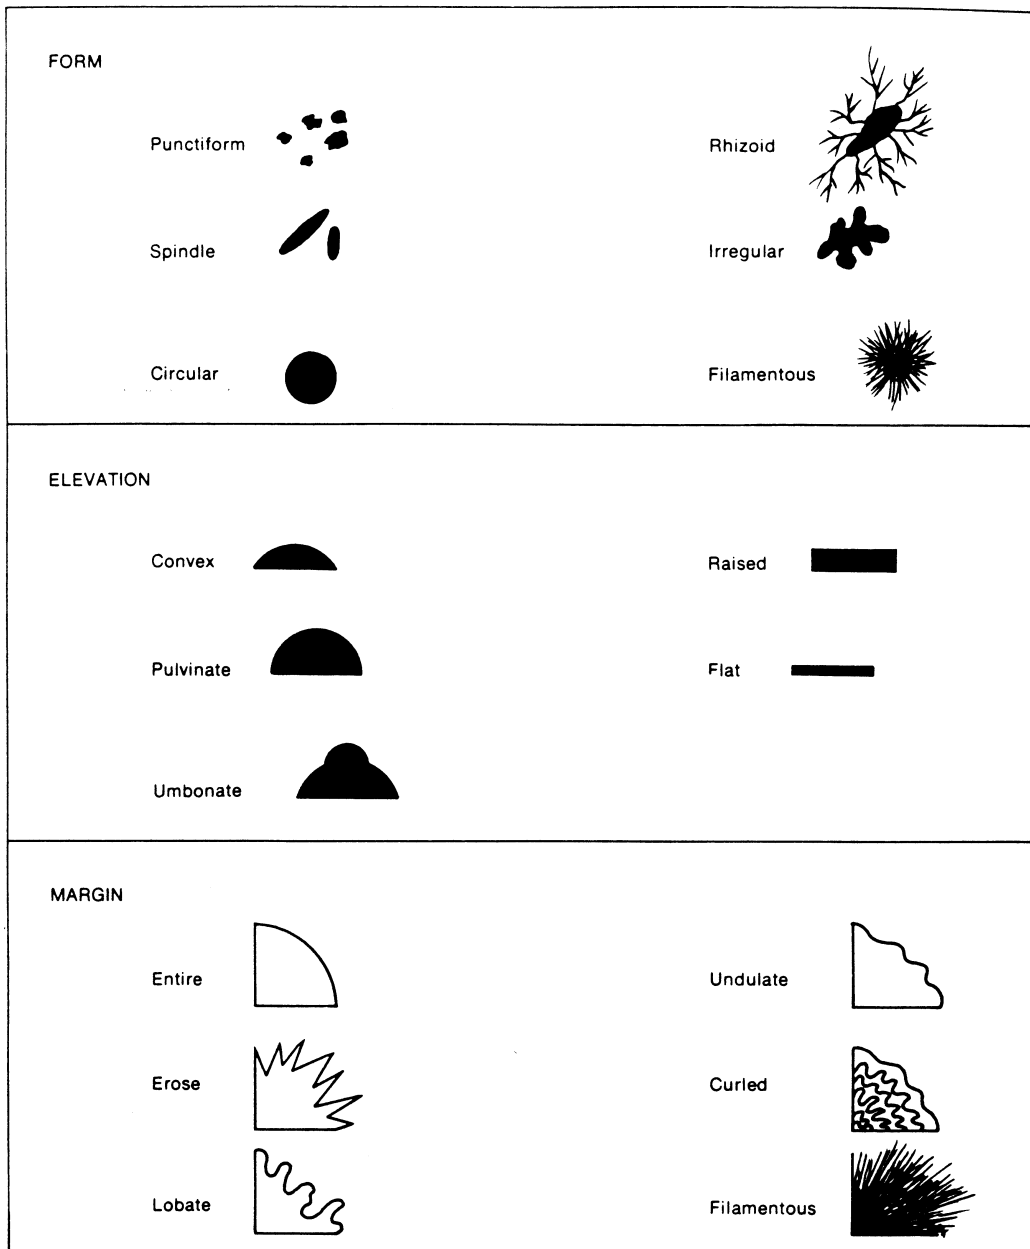 FORM
Punctiform
Rhizoid
Spindle
Irregular
Circular
Filamentous
ELEVATION
Convex
Raised
Pulvinate
Flat
Umbonate
MARGIN
Entire
Undulate
Erose
Curled
Lobate
Filamentous